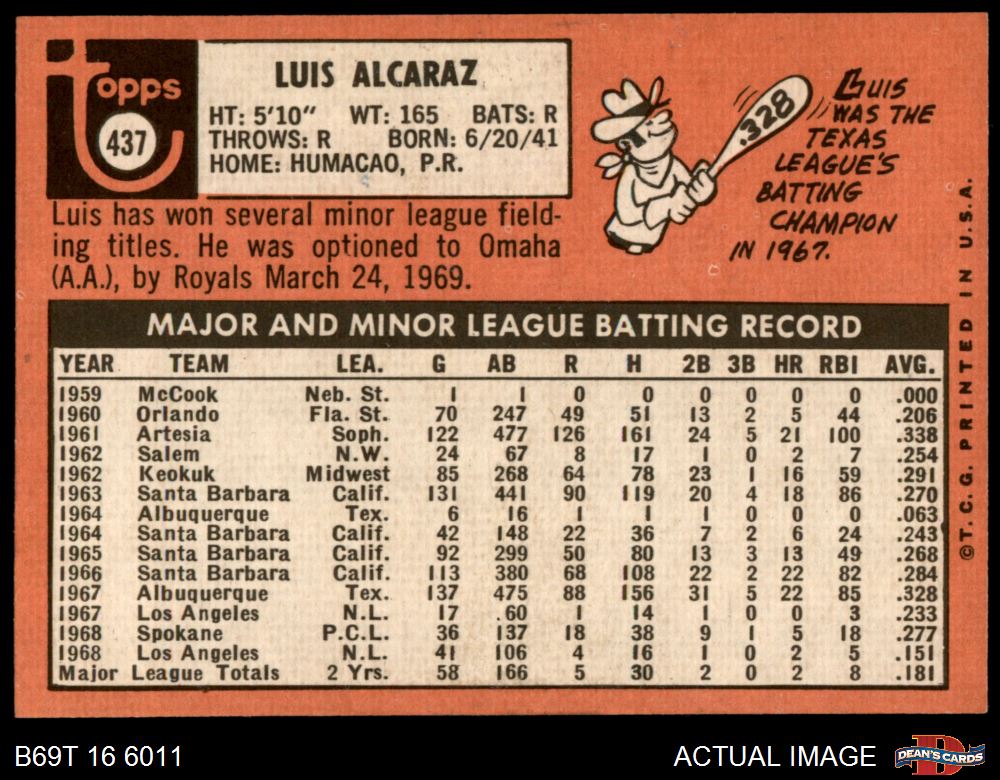 topps
437
LUIS ALCARAZ
HT: 5'10" WT: 165 BATS: R
THROWS: R BORN: 6/20/41
HOME: HUMACAO, P.R.
.328
LUIS
WAS THE
TEXAS
LEAGUE'S
BATTING
CHAMPION
IN 1967.
Luis has won several minor league field-
ing titles. He was optioned to Omaha
(A.A.), by Royals March 24, 1969.
MAJOR AND MINOR LEAGUE BATTING RECORD
YEAR TEAM LEA. G AB R H 2B 3B HR RBI AVG.
1959 McCook Neb. St. 1 1 0 0 0 0 0 0 .000
1960 Orlando Fla. St. 70 247 49 51 13 2 5 44 .206
1961 Artesia Soph. 122 477 126 161 24 5 21 100 .338
1962 Salem N.W. 24 67 8 17 1 0 2 7 .254
1962 Keokuk Midwest 85 268 64 78 23 1 16 59 .291
1963 Santa Barbara Calif. 131 441 90 119 20 4 18 86 .270
1964 Albuquerque Tex. 6 16 1 1 1 0 0 0 .063
1964 Santa Barbara Calif. 42 148 22 36 7 2 6 24 .243
1965 Santa Barbara Calif. 92 299 50 80 13 3 13 49 .268
1966 Santa Barbara Calif. 113 380 68 108 22 2 22 82 .284
1967 Albuquerque Tex. 137 475 88 156 31 5 22 85 .328
1967 Los Angeles N.L. 17 60 1 14 1 0 0 3 .233
1968 Spokane P.C.L. 36 137 18 38 9 1 5 18 .277
1968 Los Angeles N.L. 41 106 4 16 1 0 2 5 .151
Major League Totals 2 Yrs. 58 166 5 30 2 0 2 8 .181
©T.C.G. PRINTED IN U.S.A.
B69T 16 6011
ACTUAL IMAGE
DEAN'S CARDS